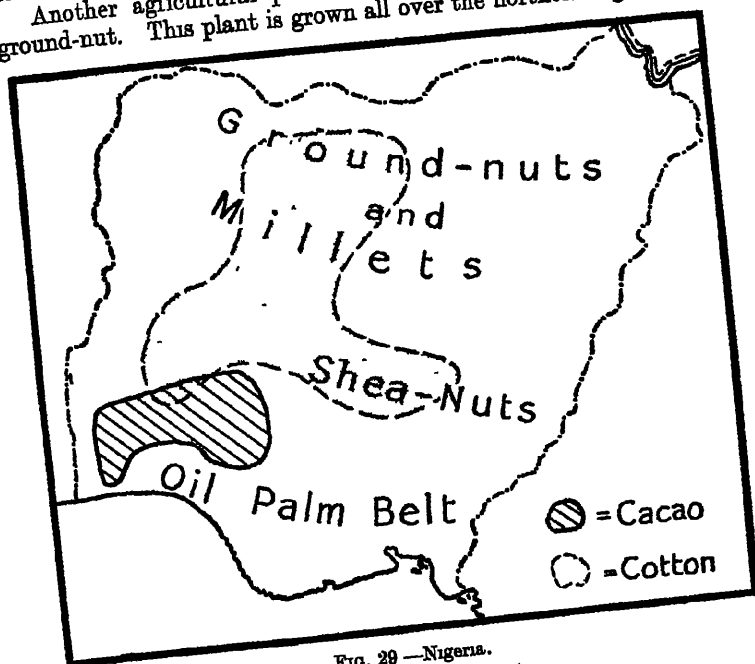 Another agricultural
ground-nut. This plant is grown all over the northern
Ground-nuts
and
Millets
Shea-Nuts
Oil Palm Belt
=Cacao
=Cotton
FIG. 29 —Nigeria.